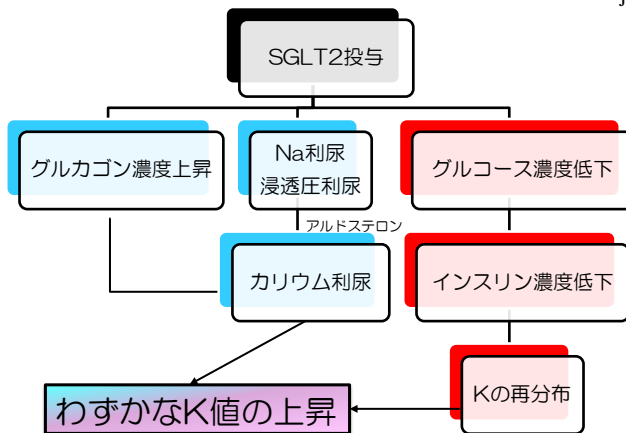 SGLT2投与
グルカゴン濃度上昇
Na利尿
浸透圧利尿
グルコース濃度低下
アルドステロン
カリウム利尿
インスリン濃度低下
Kの再分布
わずかなK値の上昇